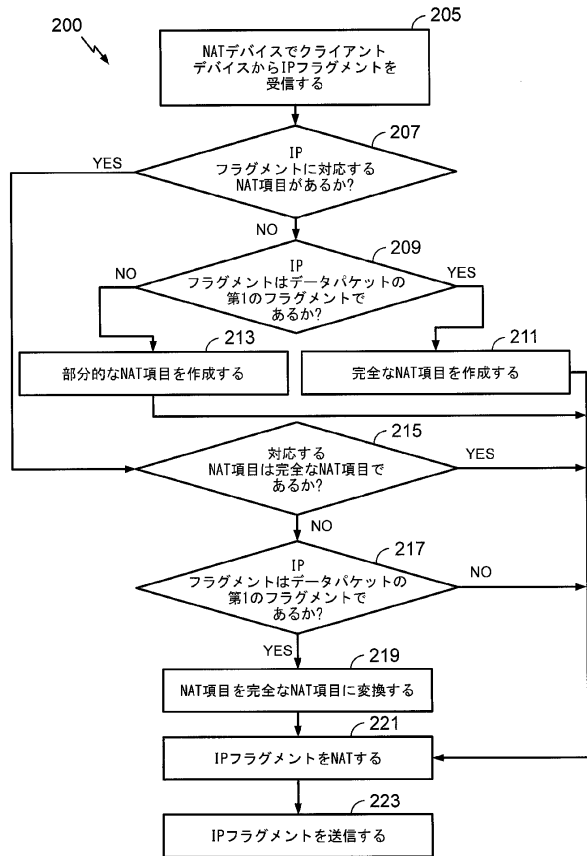 200
205
NATデバイスでクライアント
デバイスからIPフラグメントを
受信する
207
YES
IP
フラグメントに対応する
NAT項目があるか?
NO
209
NO
IP
フラグメントはデータパケットの
第1のフラグメントで
あるか?
YES
213
部分的なNAT項目を作成する
211
完全なNAT項目を作成する
215
対応する
NAT項目は完全なNAT項目で
あるか?
YES
NO
217
IP
フラグメントはデータパケットの
第1のフラグメントで
あるか?
NO
YES
219
NAT項目を完全なNAT項目に変換する
221
IPフラグメントをNATする
223
IPフラグメントを送信する